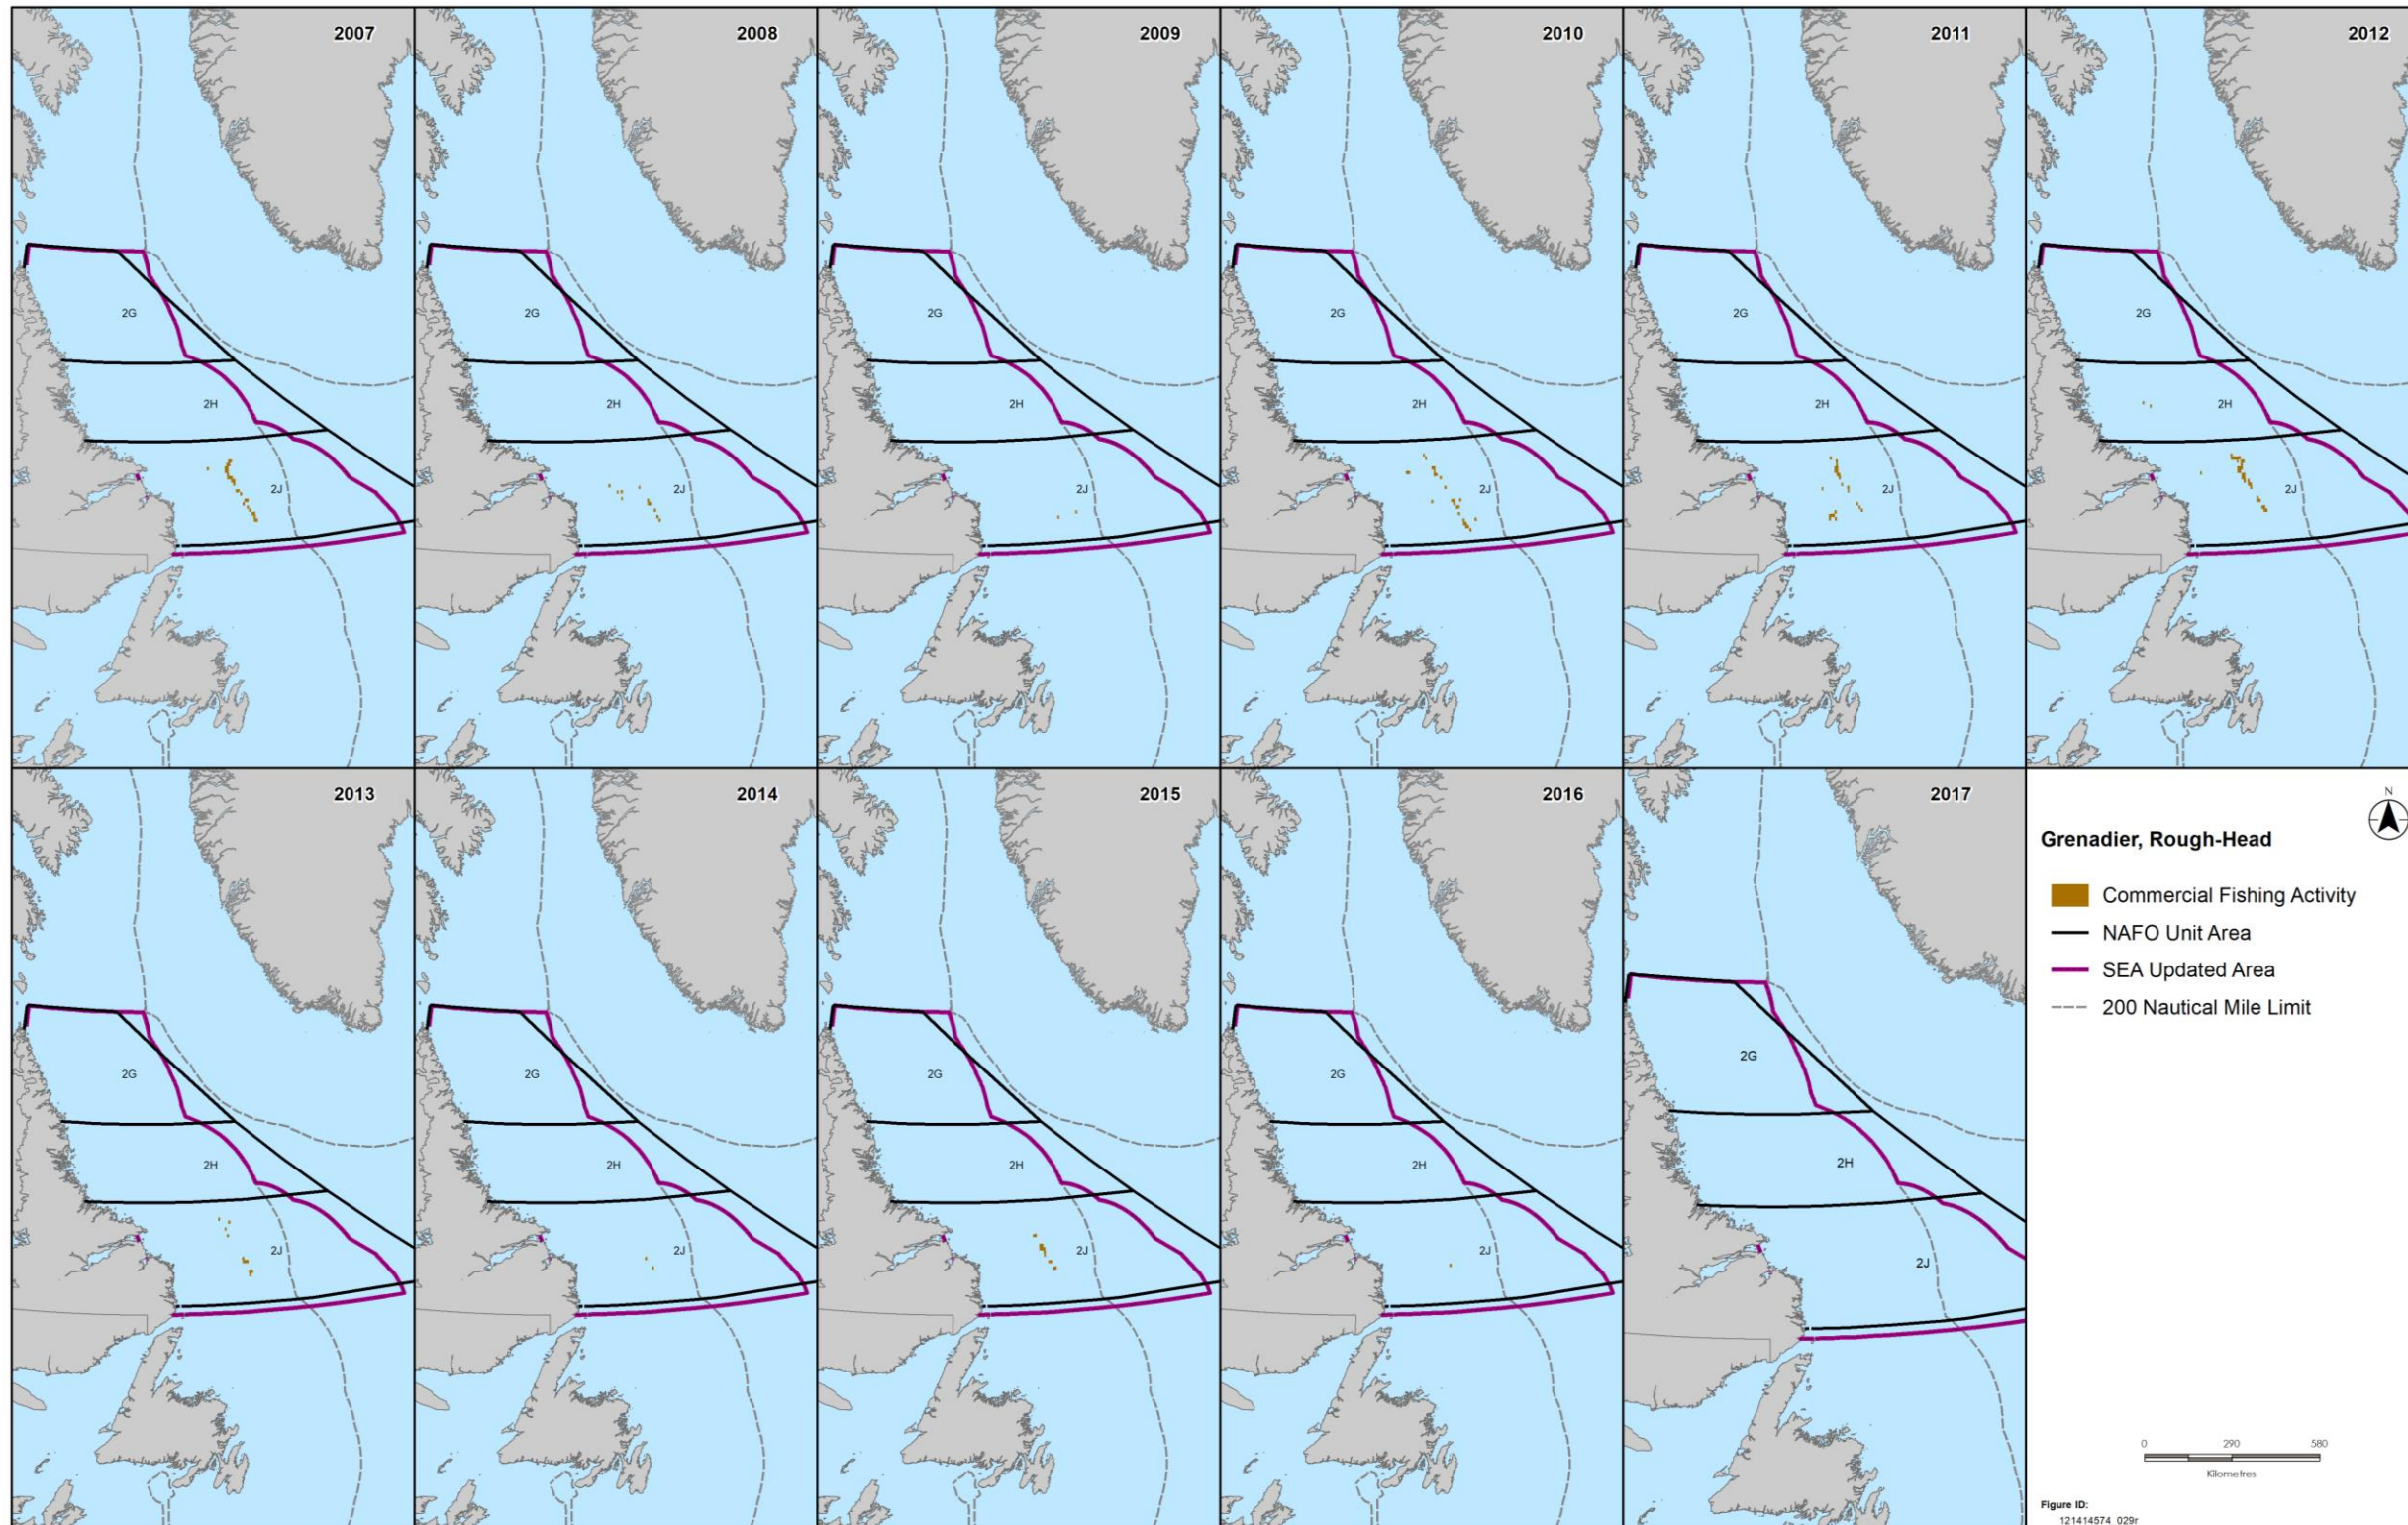 2007
2G
2H
2J
2008
2G
2H
2J
2009
2G
2H
2J
2010
2G
2H
2J
2011
2G
2H
2J
2012
2G
2H
2J
2013
2G
2H
2J
2014
2G
2H
2J
2015
2G
2H
2J
2016
2G
2H
2J
2017
2G
2H
2J
N
Grenadier, Rough-Head
Commercial Fishing Activity
NAFO Unit Area
SEA Updated Area
200 Nautical Mile Limit
0 290 580
Kilometres
Figure ID:
121414574_029r